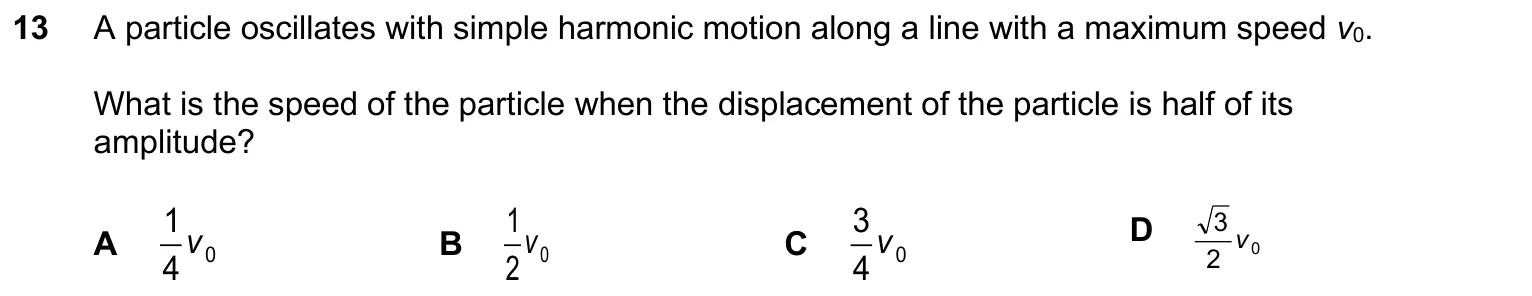 13 A particle oscillates with simple harmonic motion along a line with a maximum speed v₀.
What is the speed of the particle when the displacement of the particle is half of its
amplitude?
A 1/4 v₀ B 1/2 v₀ C 3/4 v₀ D √3/2 v₀